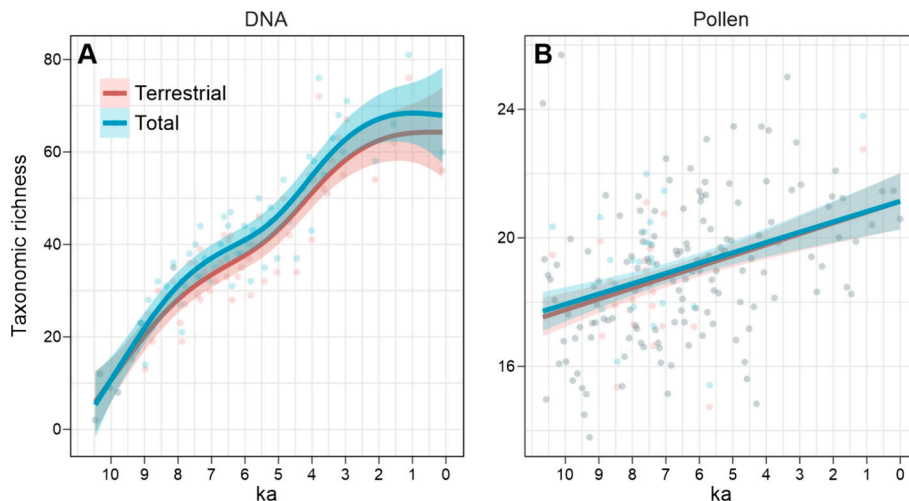 DNA
Pollen
A
B
Terrestrial
Total
Taxonomic richness
80
60
40
20
0
24
20
16
10 9 8 7 6 5 4 3 2 1 0
10 9 8 7 6 5 4 3 2 1 0
ka
ka